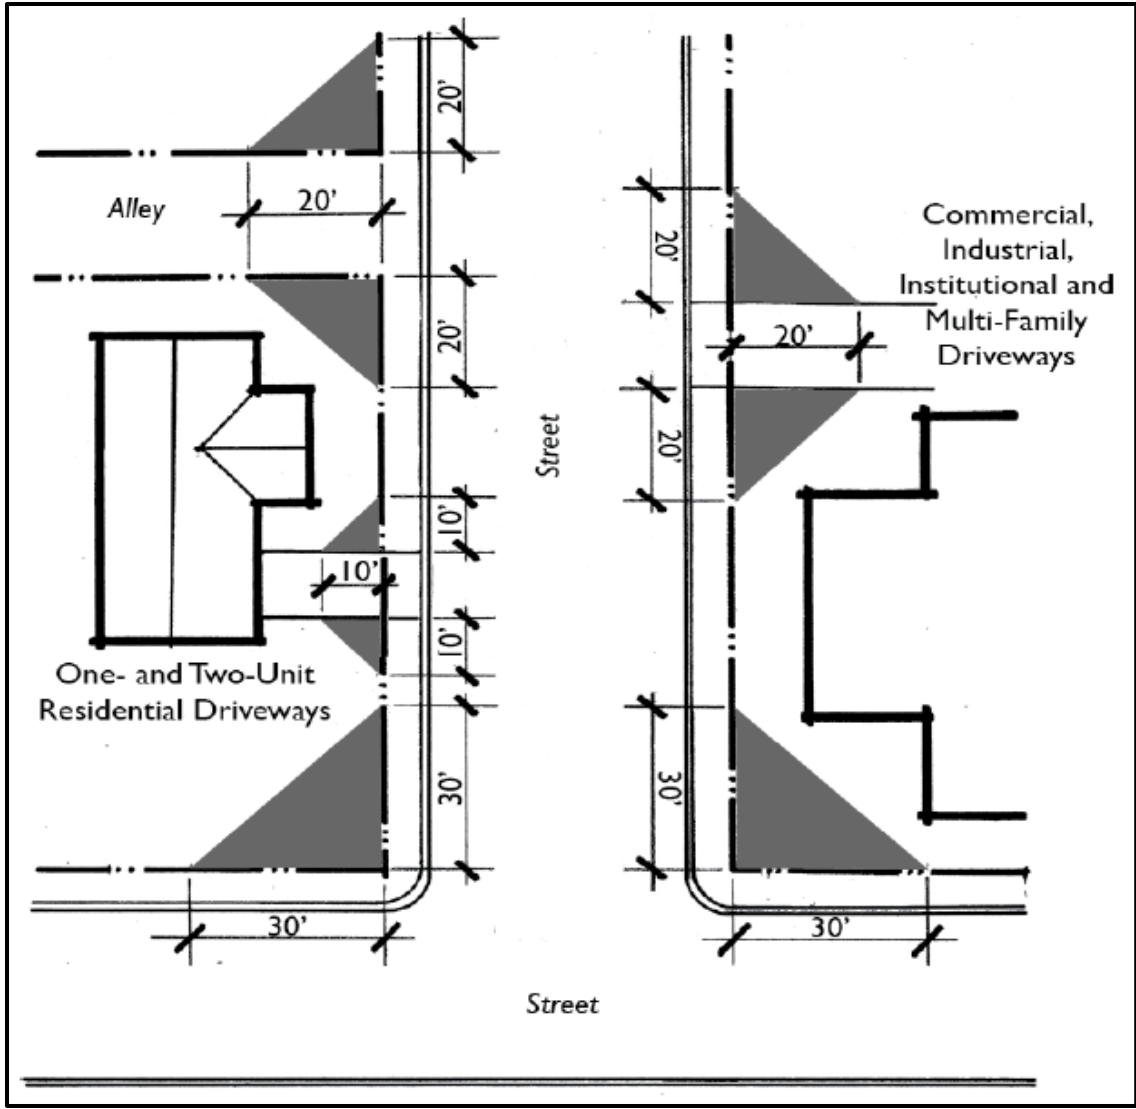 20'
Alley
20'
20'
20'
Commercial,
Industrial,
Institutional and
Multi-Family
Driveways
20'
20'
Street
10'
10'
10'
One- and Two-Unit
Residential Driveways
30'
30'
30'
30'
Street